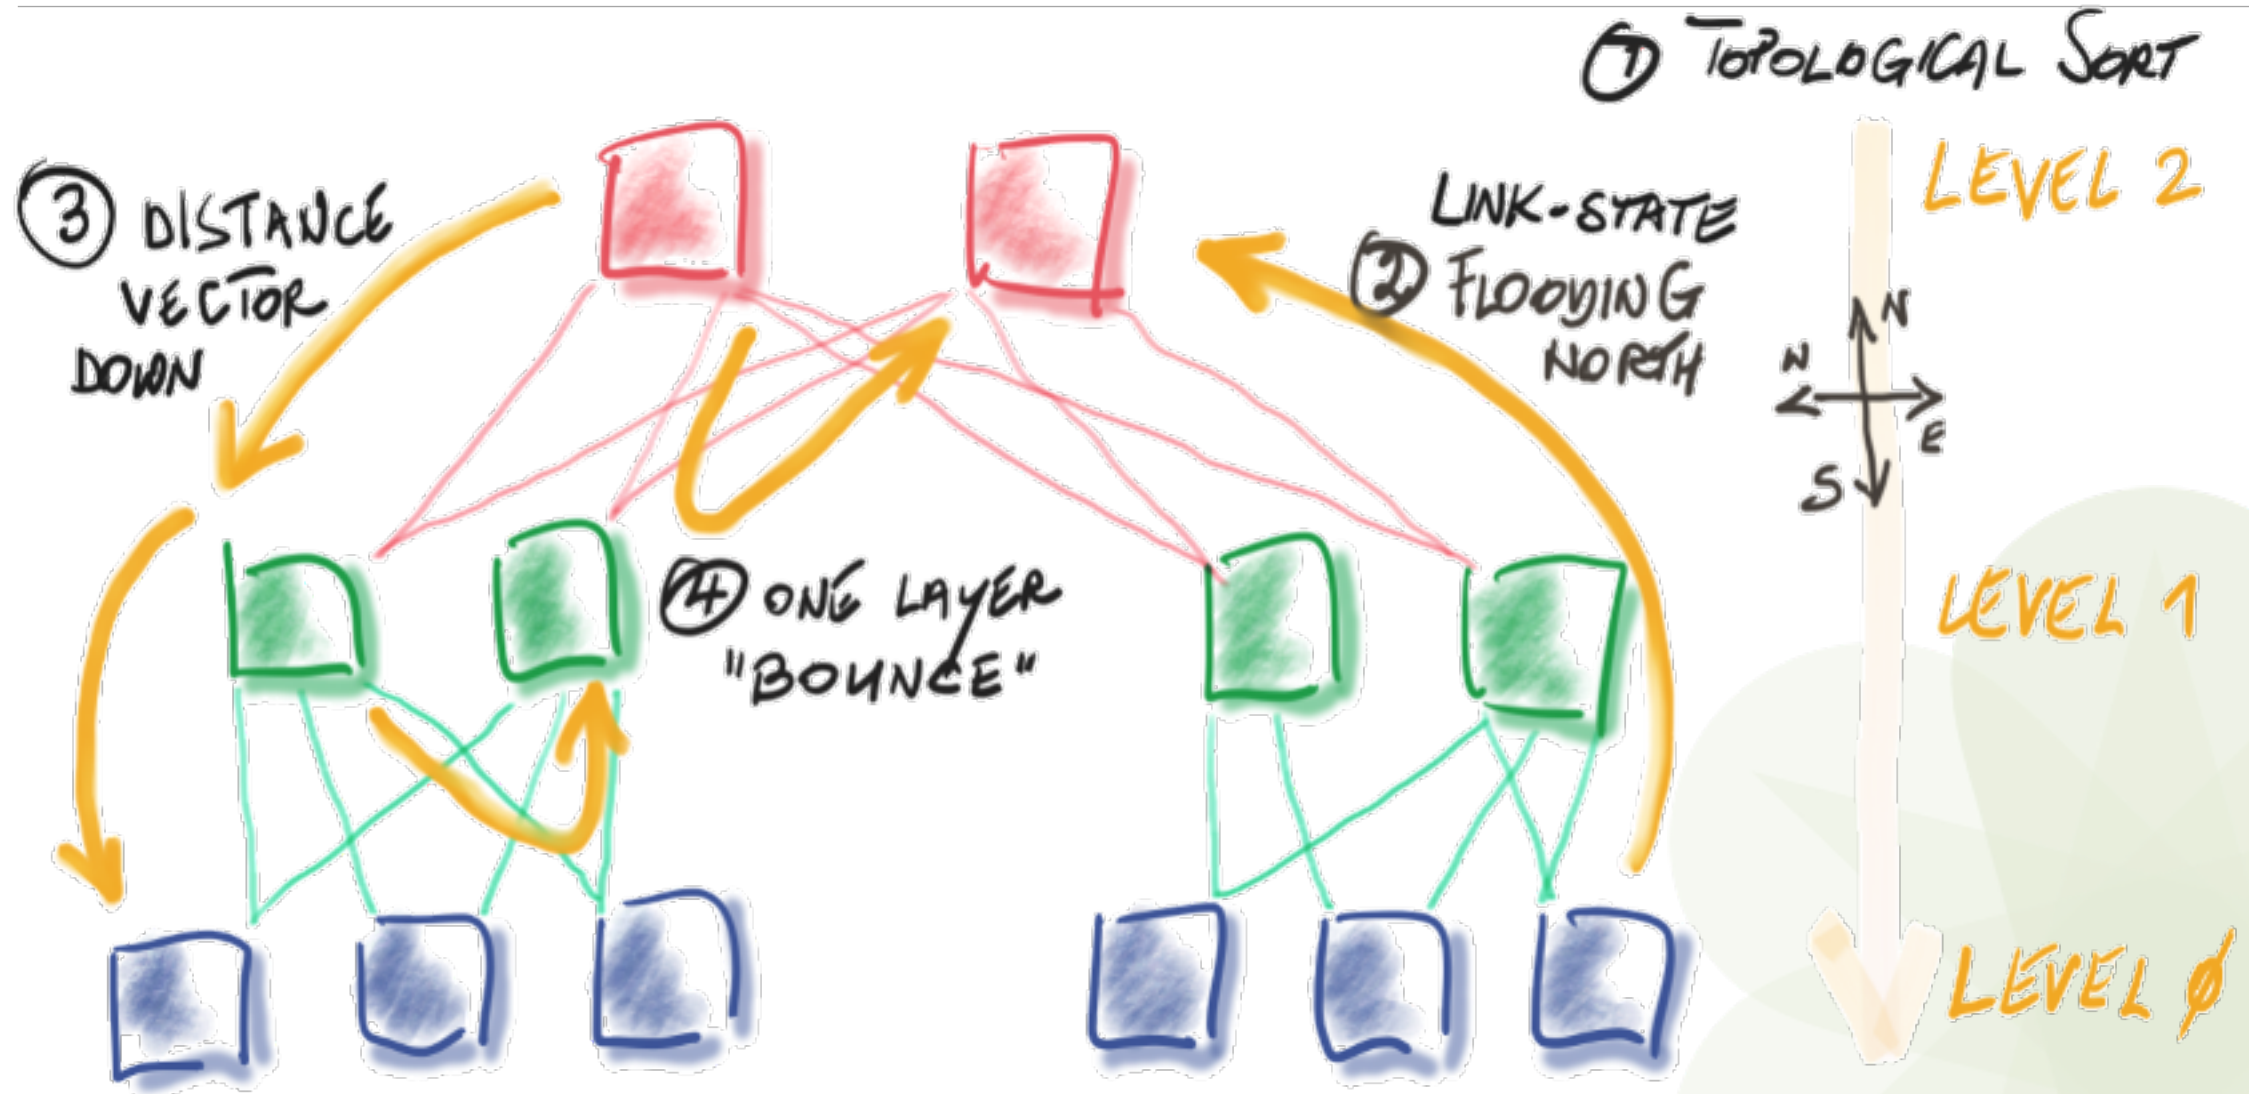 ① TOPOLOGICAL SORT
LEVEL 2
③ DISTANCE
VECTOR
DOWN
LINK-STATE
② FLOODING
NORTH
N
W
E
S
④ ONE LAYER
"BOUNCE"
LEVEL 1
LEVEL Ø